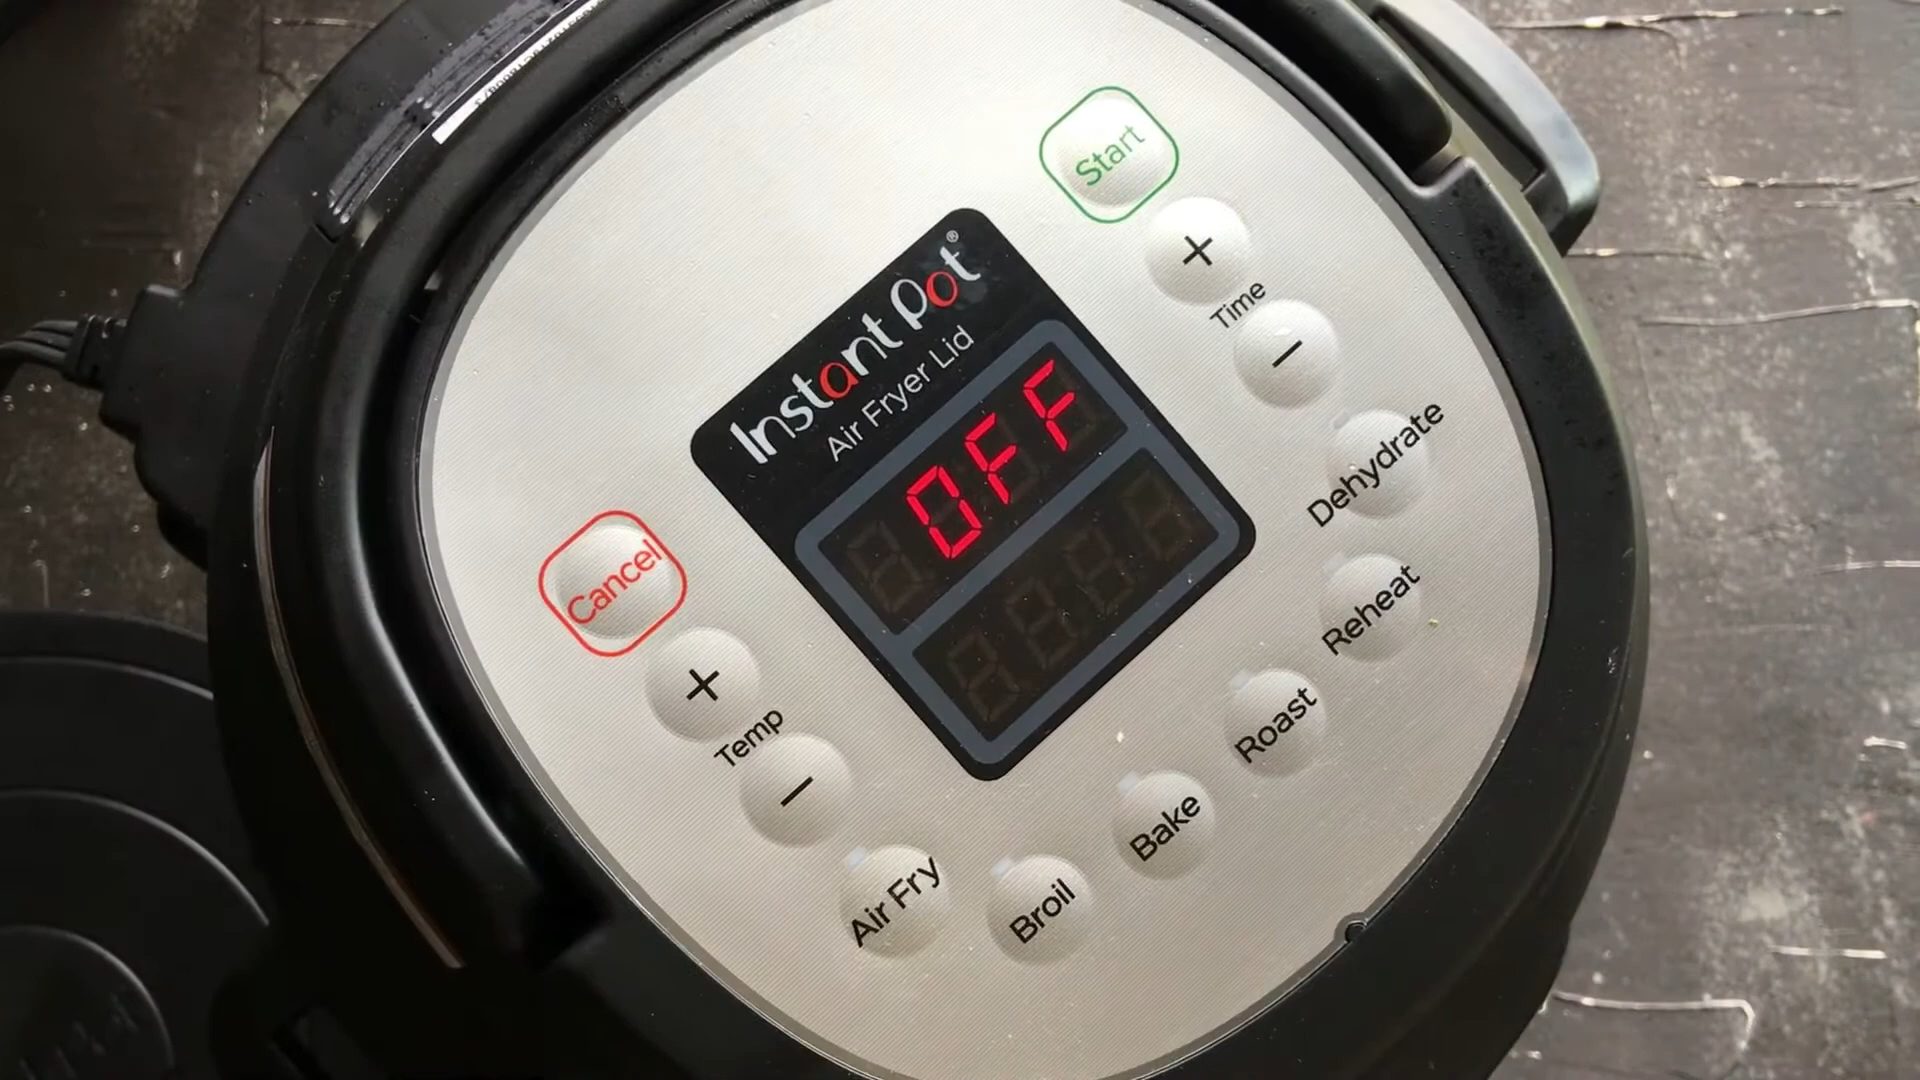 Instant Pot®
Air Fryer Lid
OFF
Start
+
Time
−
Dehydrate
Reheat
Roast
Bake
Broil
Air Fry
Cancel
+
Temp
−